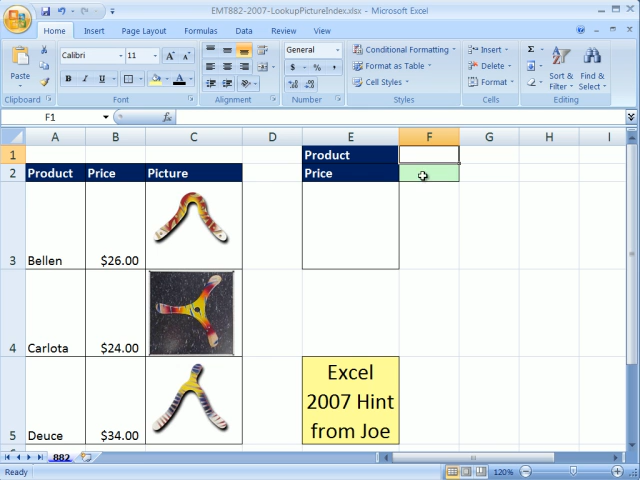 EMT882-2007-LookupPictureIndex.xlsx - Microsoft Excel
Home Insert Page Layout Formulas Data Review View
Paste
Calibri 11
B I U
General
$ % ,
Conditional Formatting
Format as Table
Cell Styles
Insert
Delete
Format
Σ
Sort & Filter
Find & Select
Clipboard Font Alignment Number Styles Cells Editing
F1 fx
A B C D E F G H I
1 Product
2 Product Price Picture Price
3 Bellen $26.00
4 Carlota $24.00
Excel
2007 Hint
from Joe
5 Deuce $34.00
882
Ready 120%